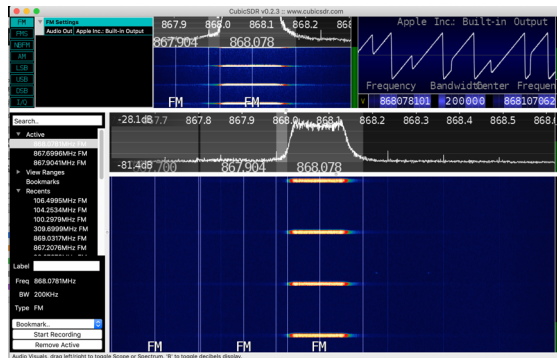 CubicSDR v0.2.3 :: www.cubicsdr.com
FM
FMS
NBFM
AM
LSB
USB
DSB
I/Q
FM Settings
Audio Out Apple Inc.: Built-in Output
867.9 868.0 868.1 868.2
867.904 868.078
FM FM
Apple Inc.: Built-in Output
Frequency Bandwidth Center Frequen
V 868078101 200000 868107062
Search..
Active
868.0781MHz FM
867.6996MHz FM
867.9041MHz FM
View Ranges
Bookmarks
Recents
106.4995MHz FM
104.2534MHz FM
100.2979MHz FM
309.6999MHz FM
869.0317MHz FM
867.2076MHz FM
Label
Freq 868.0781MHz
BW 200KHz
Type FM
Bookmark..
Start Recording
Remove Active
-28.1dB 867.8 867.9 868.0 868.1 868.2 868.3 868.4 868.5 868.
-81.4dB 867.904 868.078
FM FM FM
Audio Visuals, drag left/right to toggle Scope or Spectrum. 'B' to toggle decibels display.